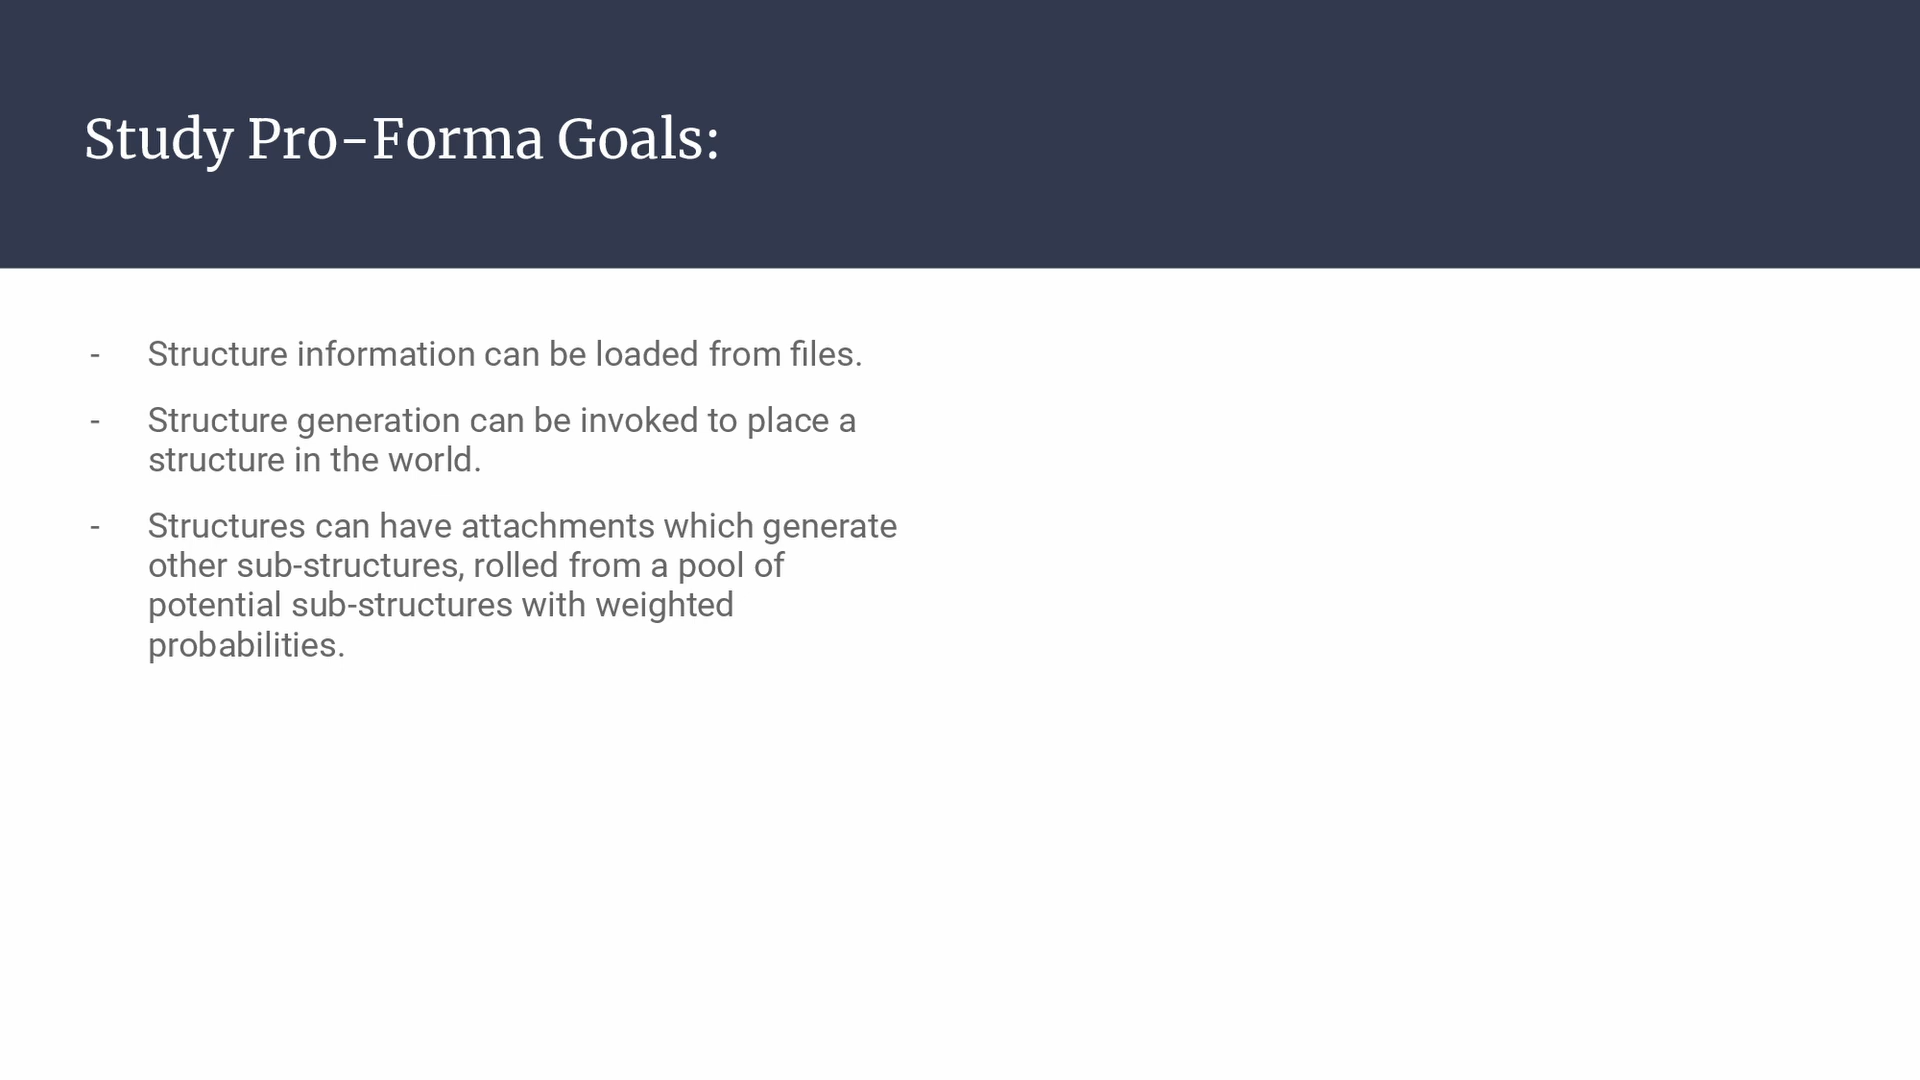 Study Pro-Forma Goals:
- Structure information can be loaded from files.
- Structure generation can be invoked to place a
structure in the world.
- Structures can have attachments which generate
other sub-structures, rolled from a pool of
potential sub-structures with weighted
probabilities.